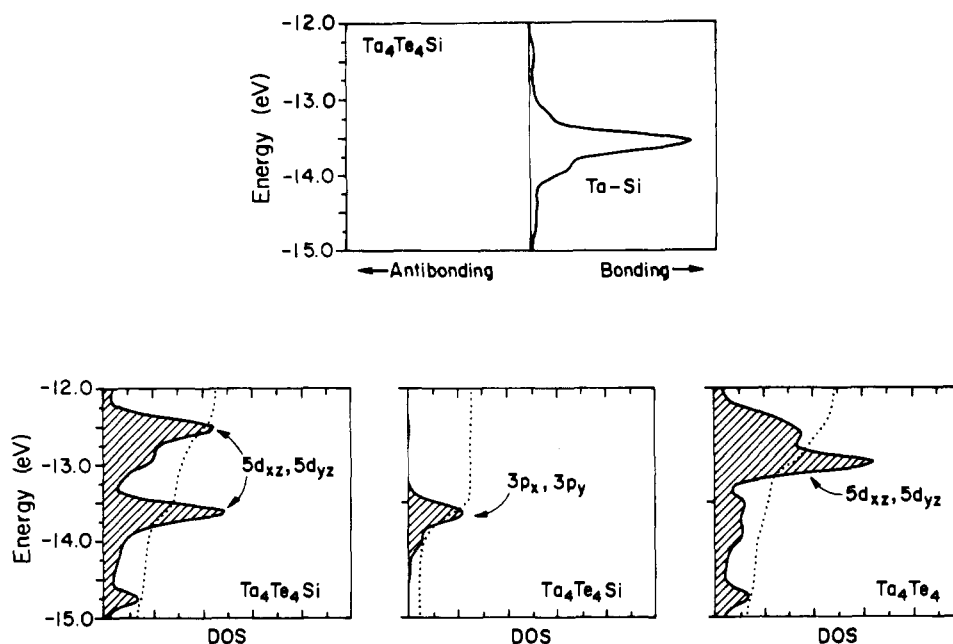 Ta₄Te₄Si
Energy (eV)
-12.0
-13.0
-14.0
-15.0
Ta-Si
Antibonding
Bonding
Energy (eV)
-12.0
-13.0
-14.0
-15.0
5dxz, 5dyz
Ta₄Te₄Si
DOS
3px, 3py
Ta₄Te₄Si
DOS
5dxz, 5dyz
Ta₄Te₄
DOS